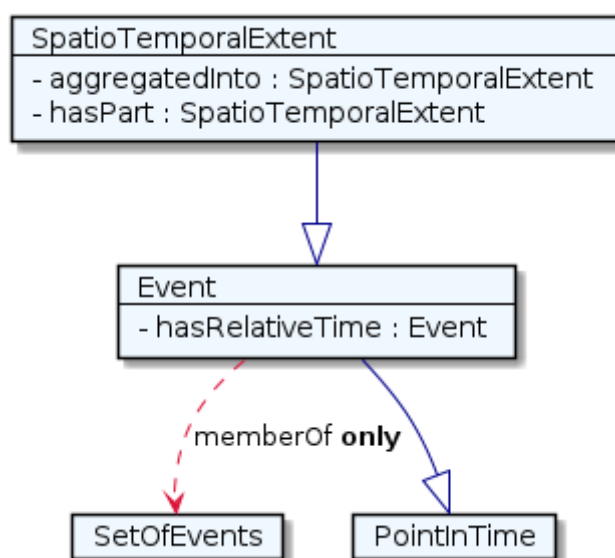 SpatioTemporalExtent
- aggregatedInto : SpatioTemporalExtent
- hasPart : SpatioTemporalExtent
Event
- hasRelativeTime : Event
memberOf only
SetOfEvents
PointInTime